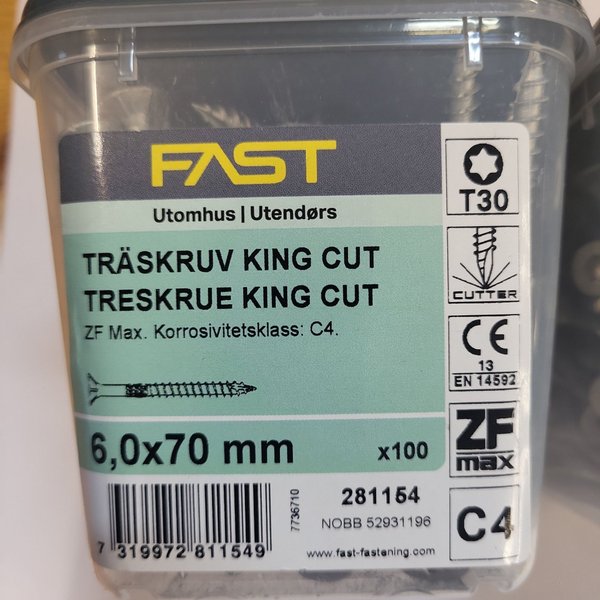 FAST
Utomhus | Utendørs
TRÄSKRUV KING CUT
TRESKRUE KING CUT
ZF Max. Korrosivitetsklass: C4.
6,0x70 mm x100
T30
CUTTER
CE
13
EN 14592
ZF
max
C4
7736710
281154
NOBB 52931196
7 319972 811549
www.fast-fastening.com